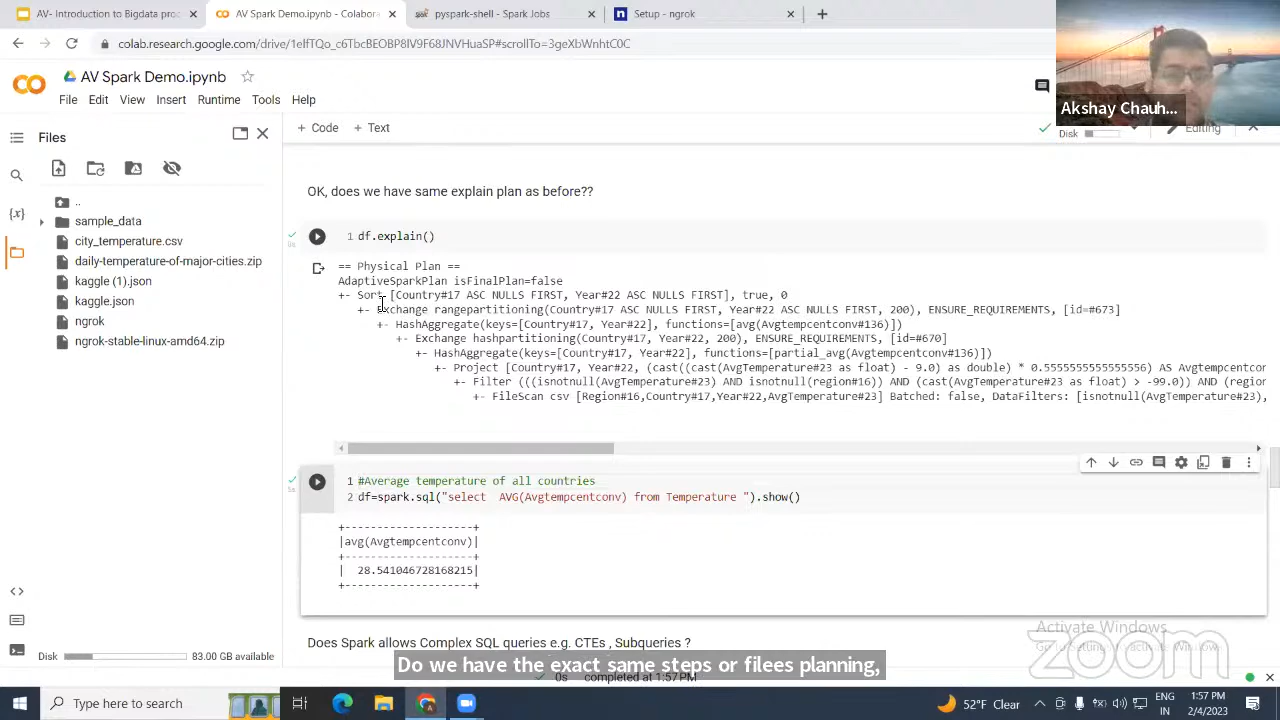 AV- Introduction to Bigdata pro
AV Spark Demo.ipynb - Colabora
pyspark-shell - Spark Jobs
Setup - ngrok
colab.research.google.com/drive/1elfTQo_c6TbcBEOBP8IV9F68JNVHuaSP#scrollTo=3geXbWnhtC0C
AV Spark Demo.ipynb
File Edit View Insert Runtime Tools Help
Akshay Chauh...
Files
+ Code + Text
Disk
Editing
..
sample_data
city_temperature.csv
daily-temperature-of-major-cities.zip
kaggle (1).json
kaggle.json
ngrok
ngrok-stable-linux-amd64.zip
OK, does we have same explain plan as before??
0s
1 df.explain()
== Physical Plan ==
AdaptiveSparkPlan isFinalPlan=false
+- Sort [Country#17 ASC NULLS FIRST, Year#22 ASC NULLS FIRST], true, 0
+- Exchange rangepartitioning(Country#17 ASC NULLS FIRST, Year#22 ASC NULLS FIRST, 200), ENSURE_REQUIREMENTS, [id=#673]
+- HashAggregate(keys=[Country#17, Year#22], functions=[avg(Avgtempcentconv#136)])
+- Exchange hashpartitioning(Country#17, Year#22, 200), ENSURE_REQUIREMENTS, [id=#670]
+- HashAggregate(keys=[Country#17, Year#22], functions=[partial_avg(Avgtempcentconv#136)])
+- Project [Country#17, Year#22, (cast((cast(AvgTemperature#23 as float) - 9.0) as double) * 0.5555555555555556) AS Avgtempcen
+- Filter (((isnotnull(AvgTemperature#23) AND isnotnull(region#16)) AND (cast(AvgTemperature#23 as float) > -99.0)) AND (region
+- FileScan csv [Region#16,Country#17,Year#22,AvgTemperature#23] Batched: false, DataFilters: [isnotnull(AvgTemperature#23),
5s
1 #Average temperature of all countries
2 df=spark.sql("select AVG(Avgtempcentconv) from Temperature ").show()
+-------------------+
|avg(Avgtempcentconv)|
+-------------------+
| 28.541046728168215|
+-------------------+
Does Spark allows Complex SQL queries e.g. CTEs , Subqueries ?
Activate Windows
zoom
Do we have the exact same steps or filees planning,
Disk 83.00 GB available
0s completed at 1:57 PM
Type here to search
52°F Clear
ENG
IN
1:57 PM
2/4/2023